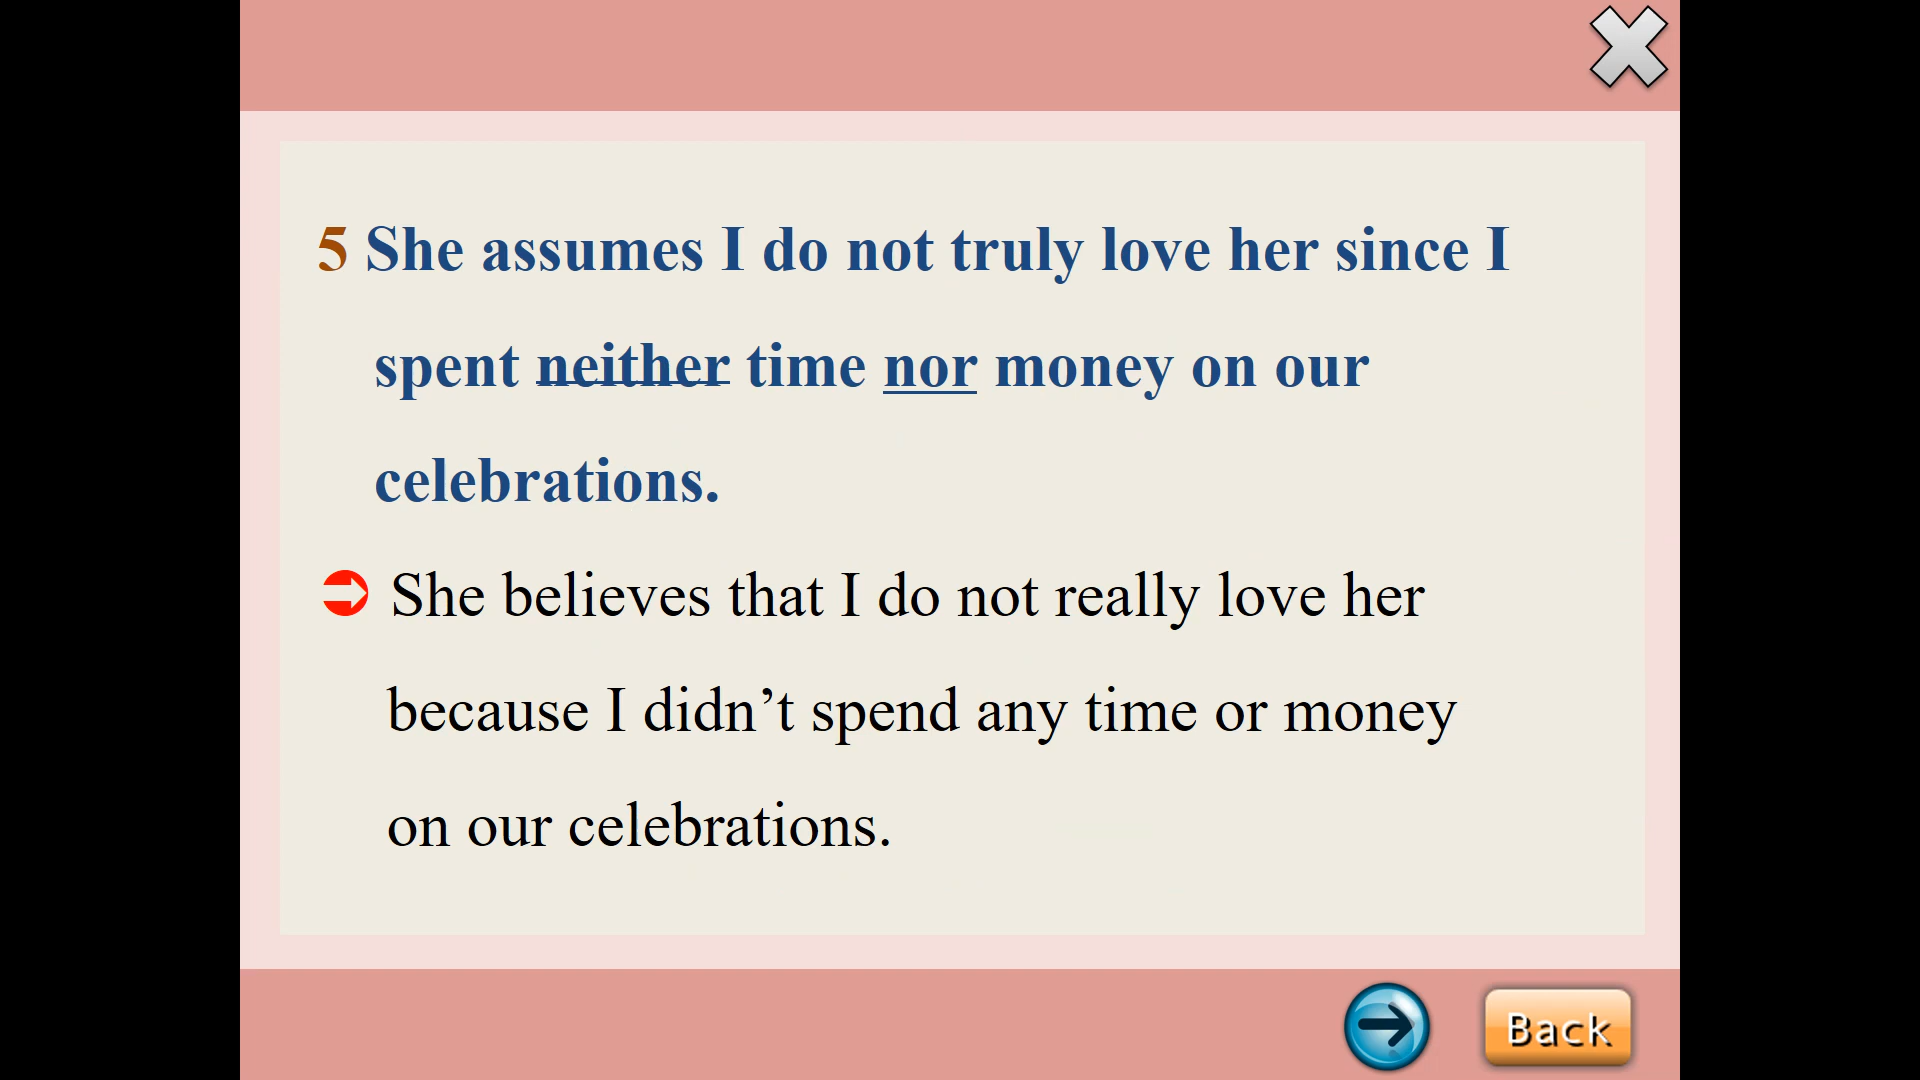 5 She assumes I do not truly love her since I
spent neither time nor money on our
celebrations.
She believes that I do not really love her
because I didn’t spend any time or money
on our celebrations.
Back